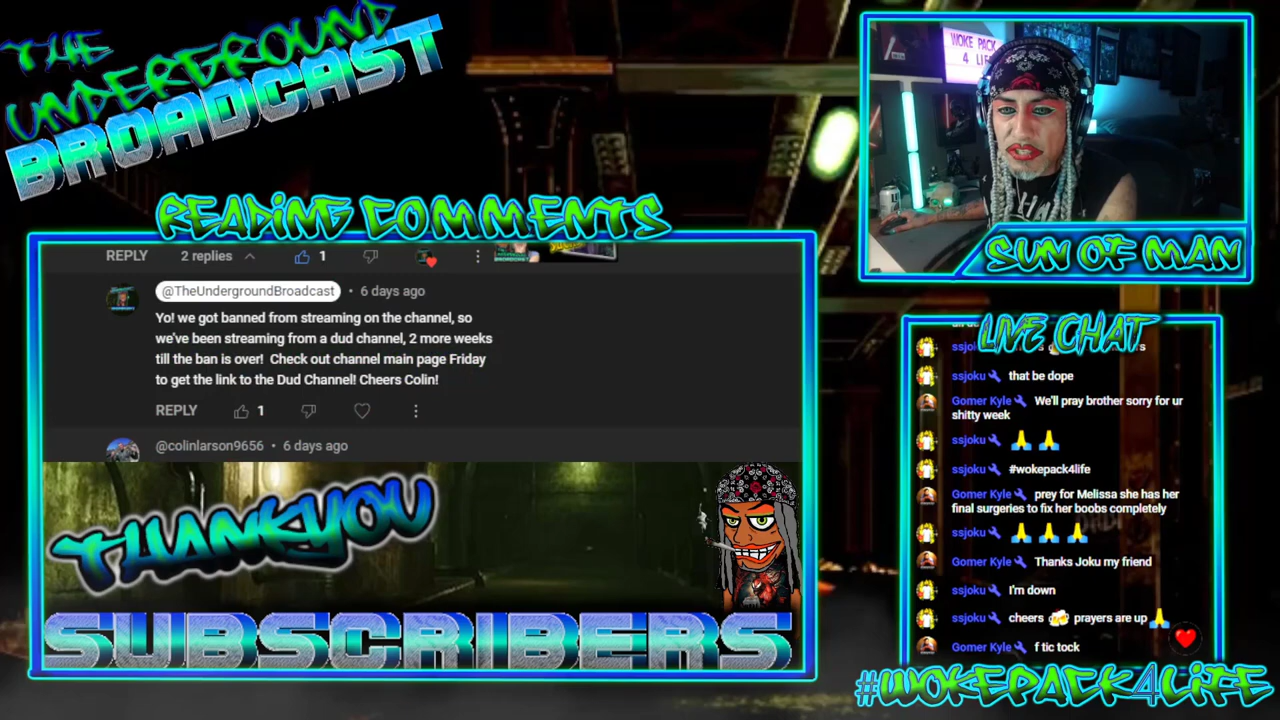 THE
UNDERGROUND
BROADCAST
READING COMMENTS
REPLY 2 replies 1
@TheUndergroundBroadcast • 6 days ago
Yo! we got banned from streaming on the channel, so
we've been streaming from a dud channel, 2 more weeks
till the ban is over! Check out channel main page Friday
to get the link to the Dud Channel! Cheers Colin!
REPLY 1
@colinlarson9656 • 6 days ago
THANKYOU
SUBSCRIBERS
WOKE PACK
4 LIFE
SUN OF MAN
LIVE CHAT
ssjoku that be dope
Gomer Kyle We'll pray brother sorry for ur
shitty week
ssjoku 🙏 🙏
ssjoku #wokepack4life
Gomer Kyle prey for Melissa she has her
final surgeries to fix her boobs completely
ssjoku 🙏 🙏 🙏
Gomer Kyle Thanks Joku my friend
ssjoku I'm down
ssjoku cheers 🍻 prayers are up 🙏
Gomer Kyle f tic tock
#WOKEPACK4LIFE